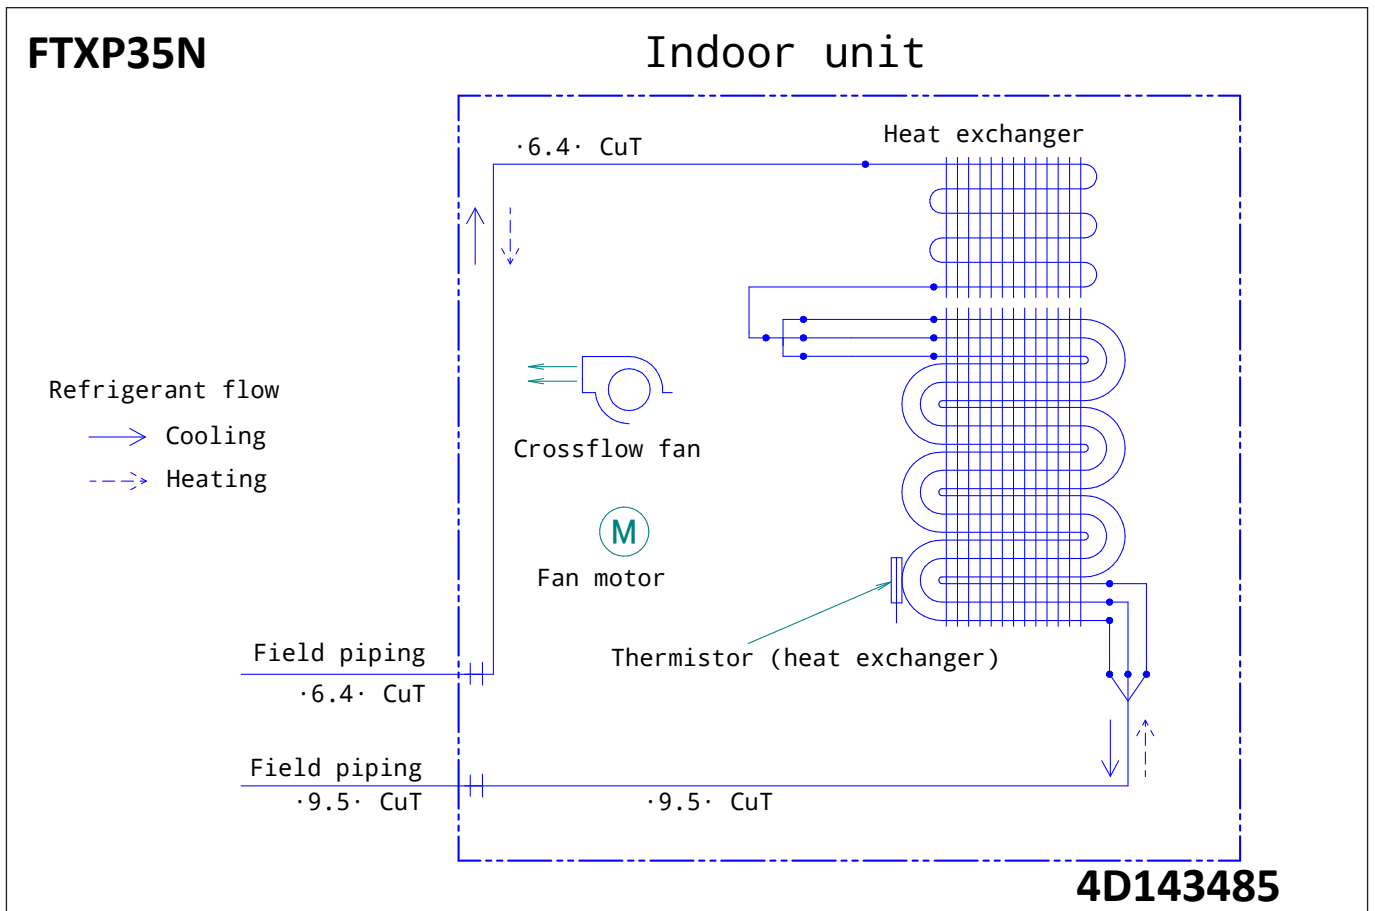 FTXP35N
Indoor unit
Heat exchanger
·6.4· CuT
Refrigerant flow
Cooling
Heating
Crossflow fan
M
Fan motor
Thermistor (heat exchanger)
Field piping
·6.4· CuT
Field piping
·9.5· CuT
·9.5· CuT
4D143485